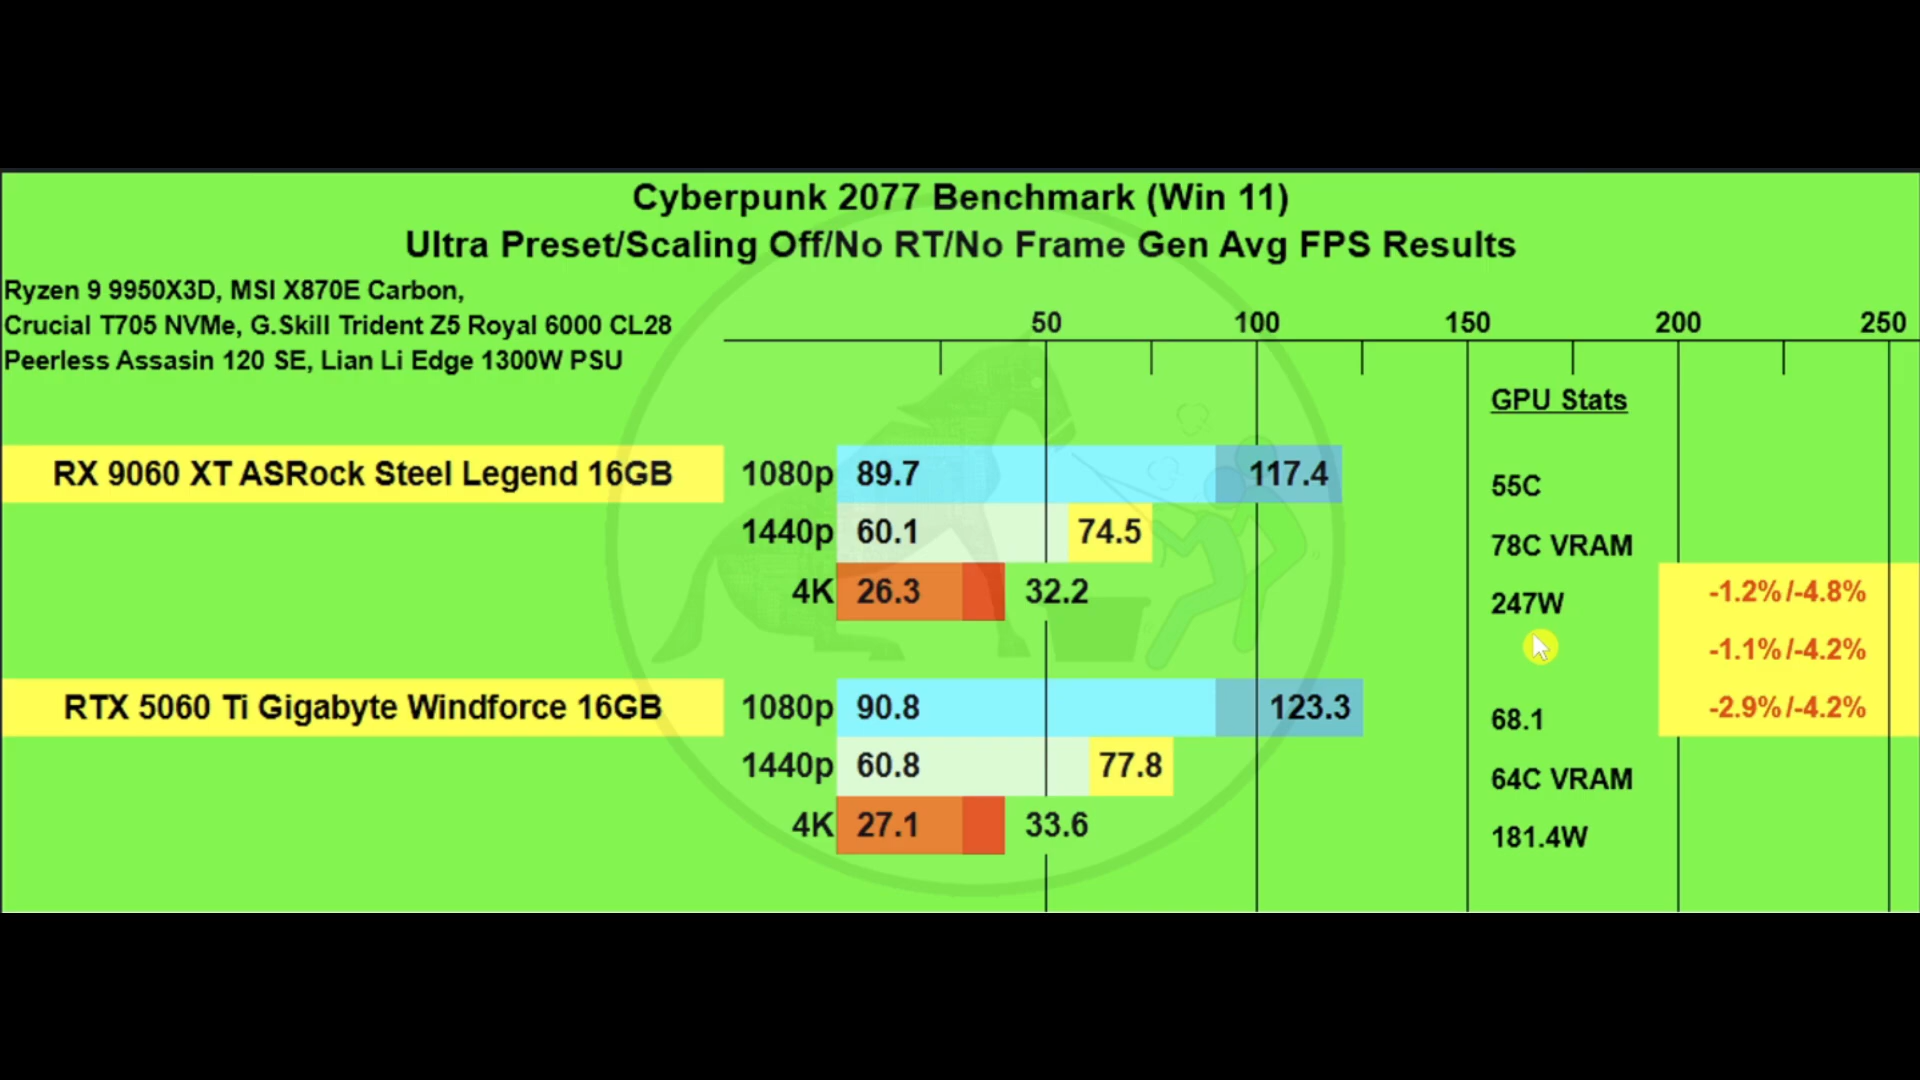 Cyberpunk 2077 Benchmark (Win 11)
Ultra Preset/Scaling Off/No RT/No Frame Gen Avg FPS Results
Ryzen 9 9950X3D, MSI X870E Carbon,
Crucial T705 NVMe, G.Skill Trident Z5 Royal 6000 CL28
Peerless Assasin 120 SE, Lian Li Edge 1300W PSU
50 100 150 200 250
GPU Stats
RX 9060 XT ASRock Steel Legend 16GB 1080p 89.7 117.4 55C
1440p 60.1 74.5 78C VRAM
4K 26.3 32.2 247W -1.2%/-4.8%
-1.1%/-4.2%
RTX 5060 Ti Gigabyte Windforce 16GB 1080p 90.8 123.3 68.1 -2.9%/-4.2%
1440p 60.8 77.8 64C VRAM
4K 27.1 33.6 181.4W